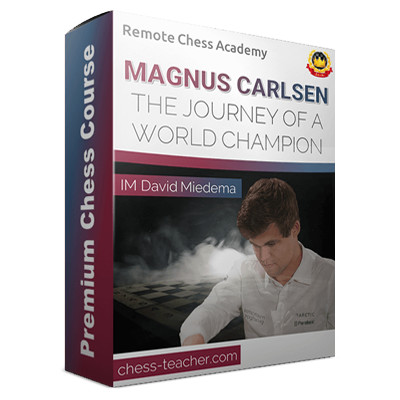 Premium Chess Course
Remote Chess Academy
MAGNUS CARLSEN
THE JOURNEY OF A
WORLD CHAMPION
IM David Miedema
chess-teacher.com